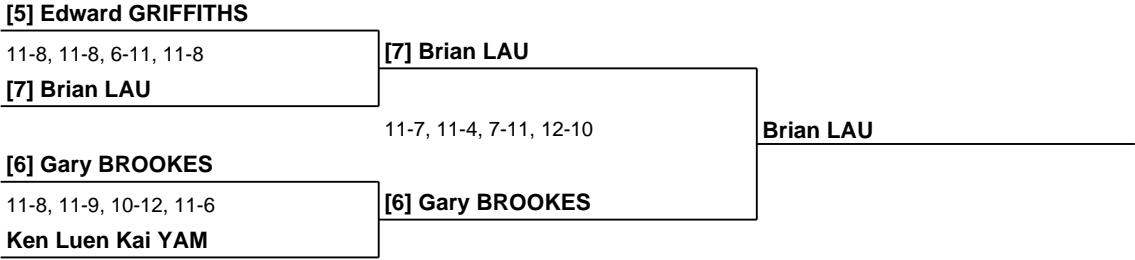 [5] Edward GRIFFITHS
11-8, 11-8, 6-11, 11-8
[7] Brian LAU
[7] Brian LAU
11-7, 11-4, 7-11, 12-10
Brian LAU
[6] Gary BROOKES
11-8, 11-9, 10-12, 11-6
[6] Gary BROOKES
Ken Luen Kai YAM